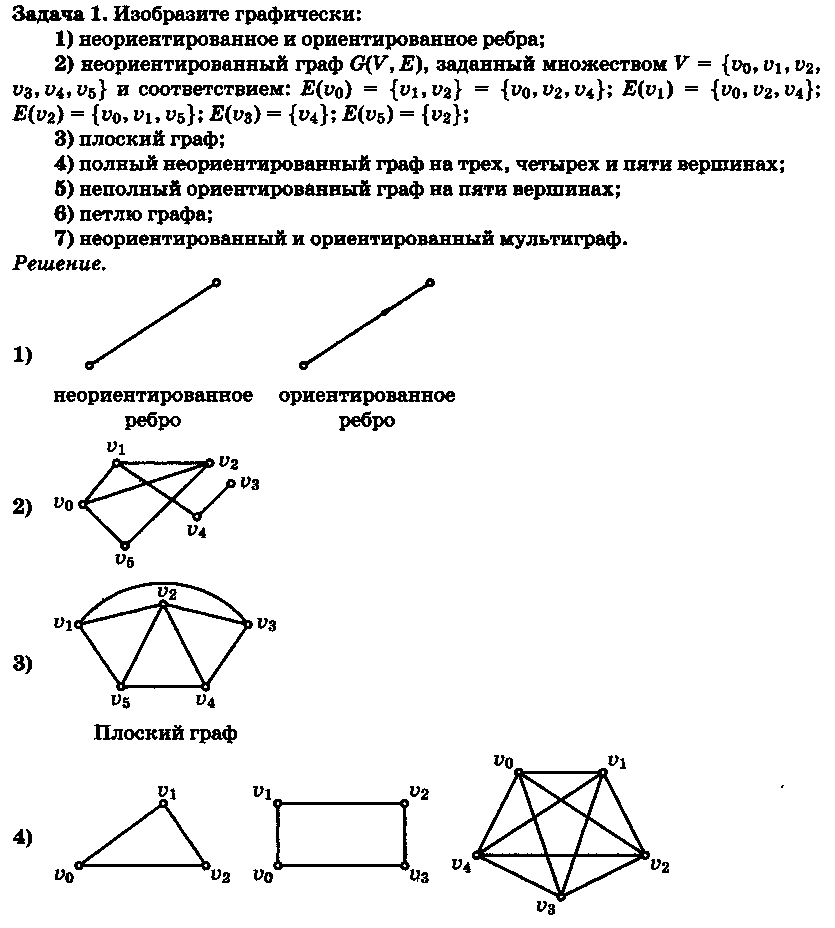 Задача 1. Изобразите графически:
1) неориентированное и ориентированное ребра;
2) неориентированный граф G(V, E), заданный множеством V = {v₀, v₁, v₂,
v₃, v₄, v₅} и соответствием: E(v₀) = {v₁, v₂} = {v₀, v₂, v₄}; E(v₁) = {v₀, v₂, v₄};
E(v₂) = {v₀, v₁, v₅}; E(v₃) = {v₄}; E(v₅) = {v₂};
3) плоский граф;
4) полный неориентированный граф на трех, четырех и пяти вершинах;
5) неполный ориентированный граф на пяти вершинах;
6) петлю графа;
7) неориентированный и ориентированный мультиграф.
Решение.
1)
неориентированное ориентированное
ребро ребро
v₁ v₂
2) v₀ v₃
v₄
v₅
v₂
v₁ v₃
3)
v₅ v₄
Плоский граф
v₀ v₁
v₁ v₁ v₂
4)
v₄ v₂
v₀ v₂ v₀ v₃
v₃